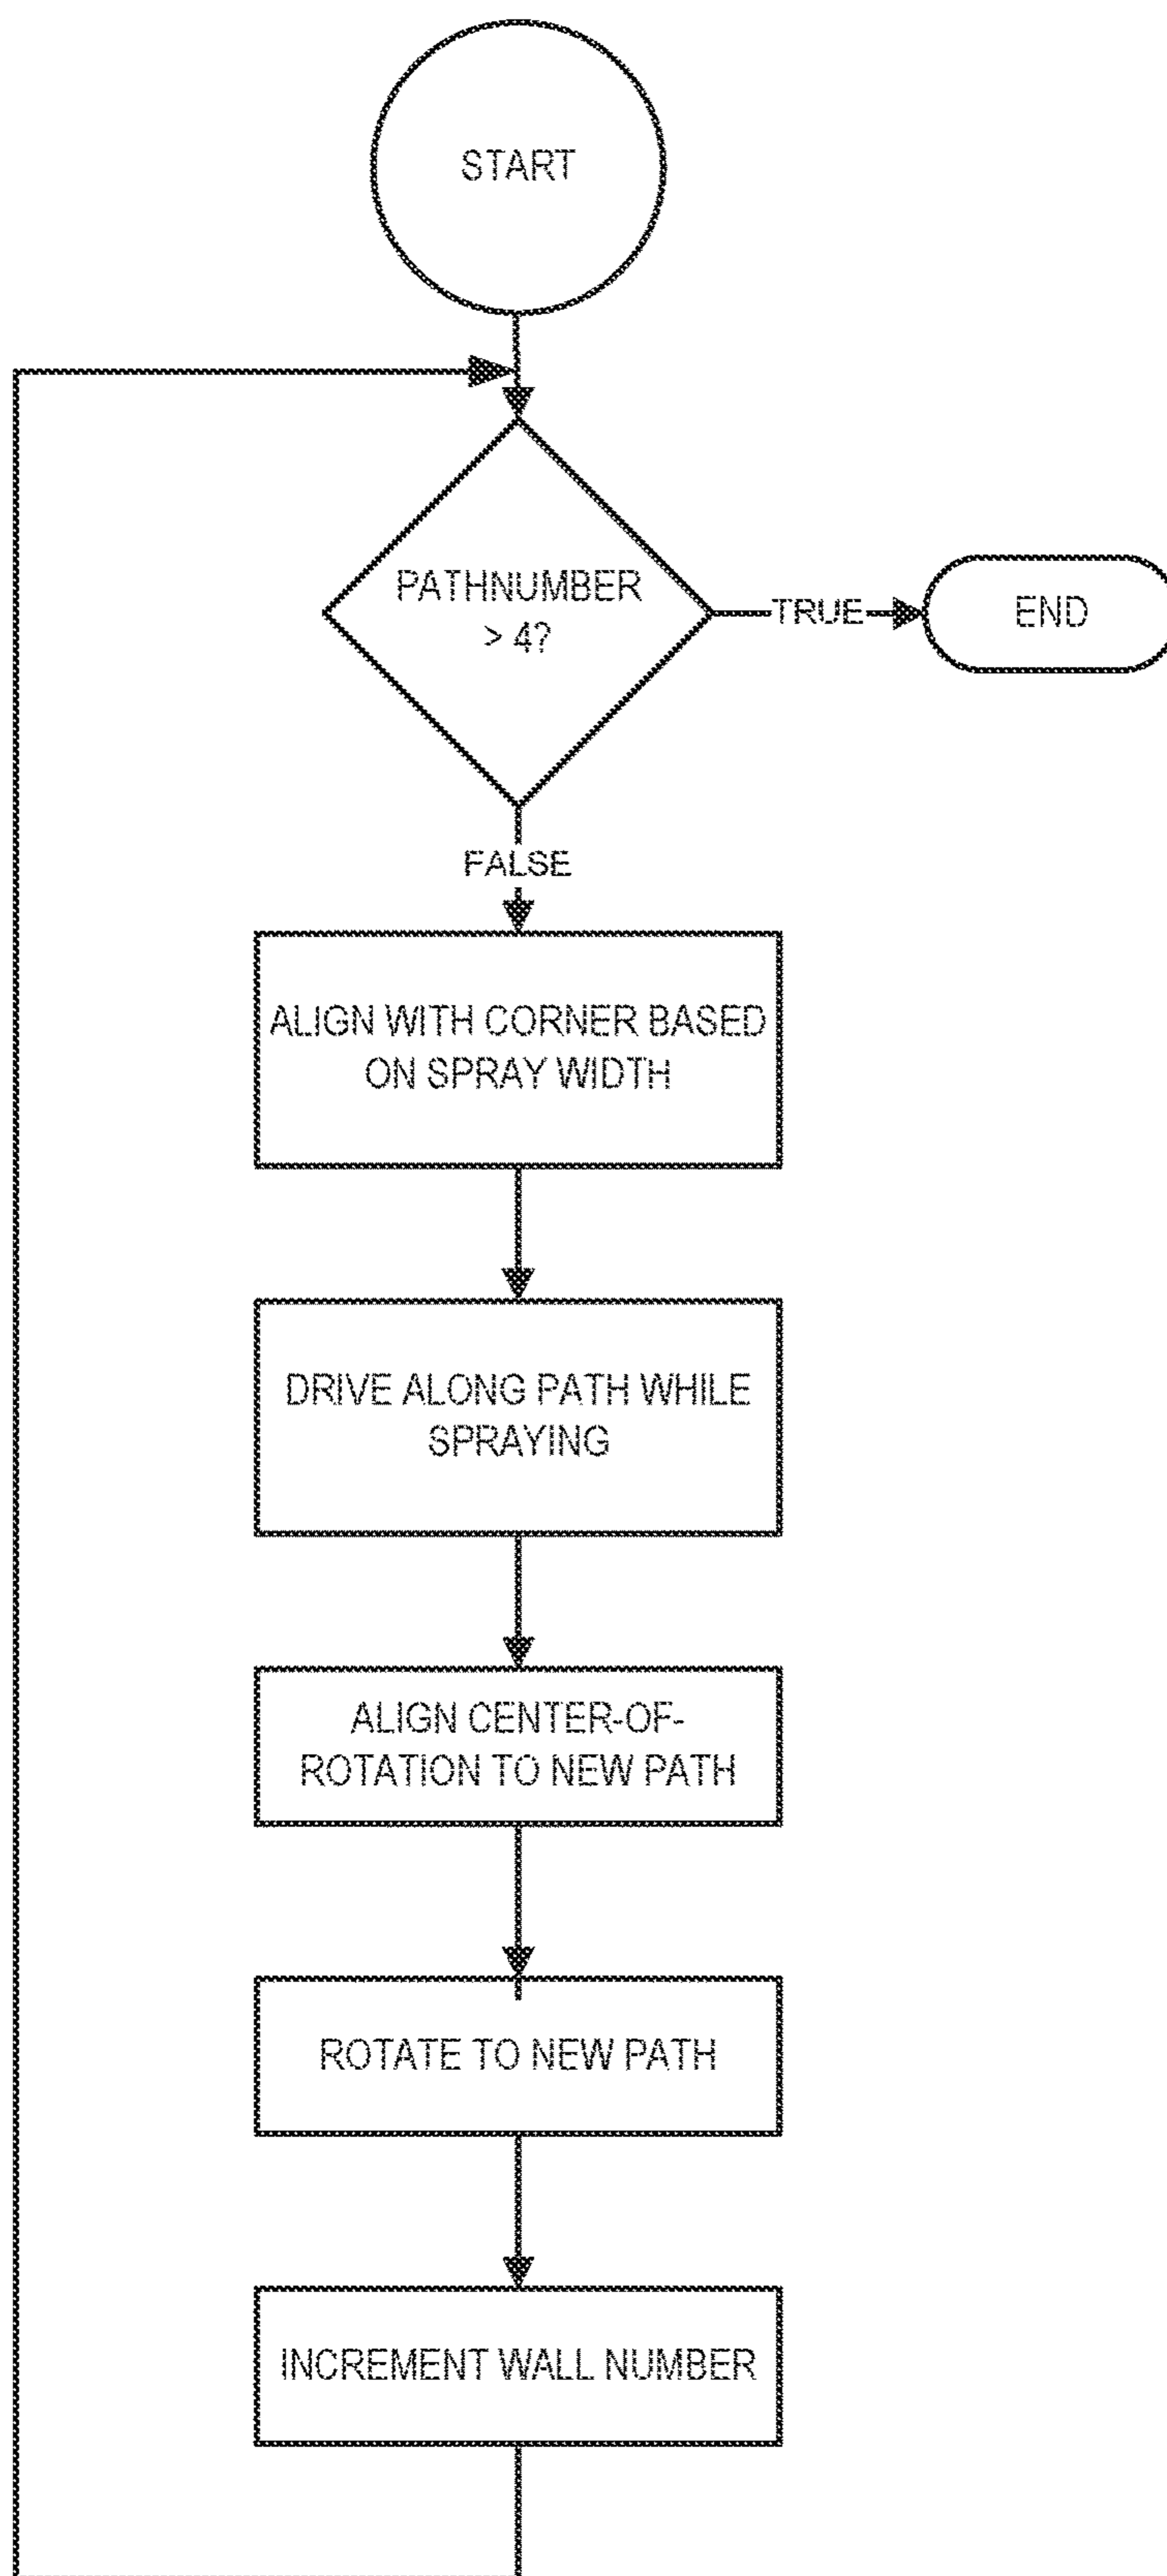 START
PATHNUMBER
> 4?
TRUE
END
FALSE
ALIGN WITH CORNER BASED
ON SPRAY WIDTH
DRIVE ALONG PATH WHILE
SPRAYING
ALIGN CENTER-OF-
ROTATION TO NEW PATH
ROTATE TO NEW PATH
INCREMENT WALL NUMBER